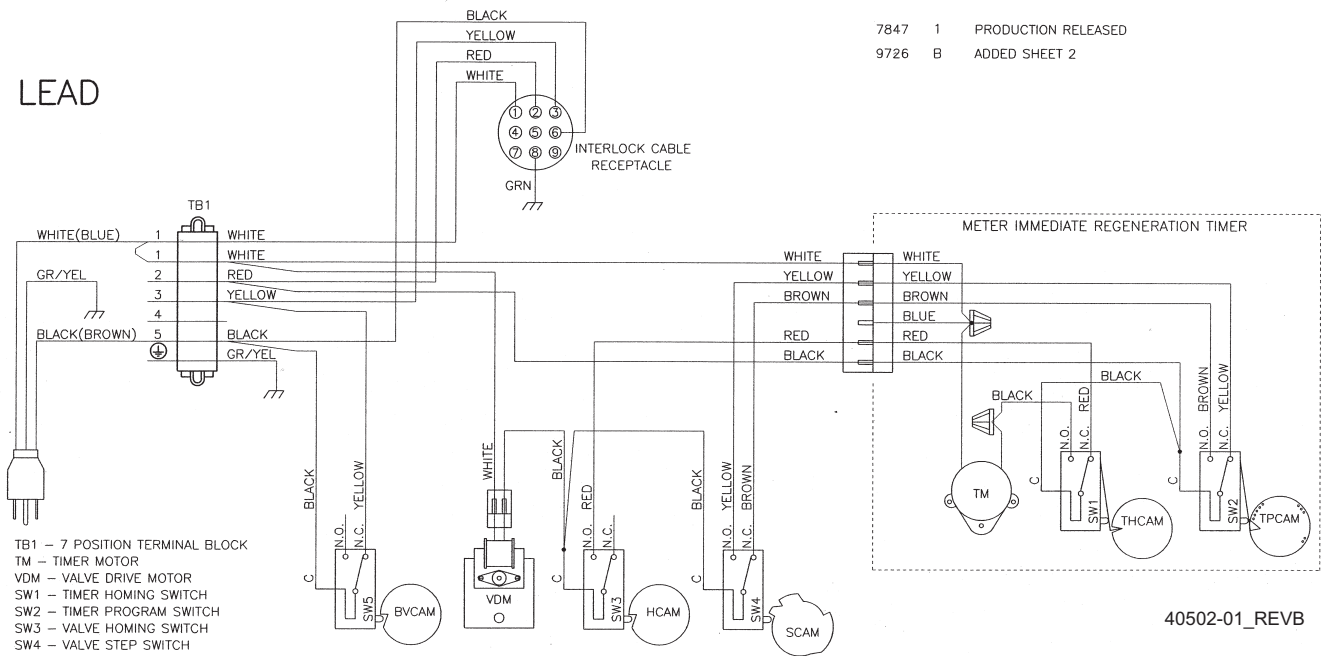 BLACK
YELLOW
RED
WHITE
7847 1 PRODUCTION RELEASED
9726 B ADDED SHEET 2
LEAD
1 2 3
4 5 6
7 8 9
INTERLOCK CABLE
RECEPTACLE
GRN
TB1
METER IMMEDIATE REGENERATION TIMER
WHITE(BLUE) 1 WHITE
1 WHITE
GR/YEL 2 RED
3 YELLOW
4
BLACK(BROWN) 5 BLACK
GR/YEL
WHITE WHITE
YELLOW YELLOW
BROWN BROWN
BLUE
RED RED
BLACK BLACK
BLACK
BLACK
RED
BROWN
YELLOW
N.O.
N.C.
C
SW1
THCAM
N.O.
N.C.
C
SW2
TPCAM
TM
BLACK
YELLOW
N.O.
N.C.
C
SW5
BVCAM
WHITE
BLACK
VDM
RED
N.O.
N.C.
C
SW3
HCAM
BLACK
YELLOW
BROWN
N.O.
N.C.
C
SW4
SCAM
TB1 – 7 POSITION TERMINAL BLOCK
TM – TIMER MOTOR
VDM – VALVE DRIVE MOTOR
SW1 – TIMER HOMING SWITCH
SW2 – TIMER PROGRAM SWITCH
SW3 – VALVE HOMING SWITCH
SW4 – VALVE STEP SWITCH
40502-01_REVB